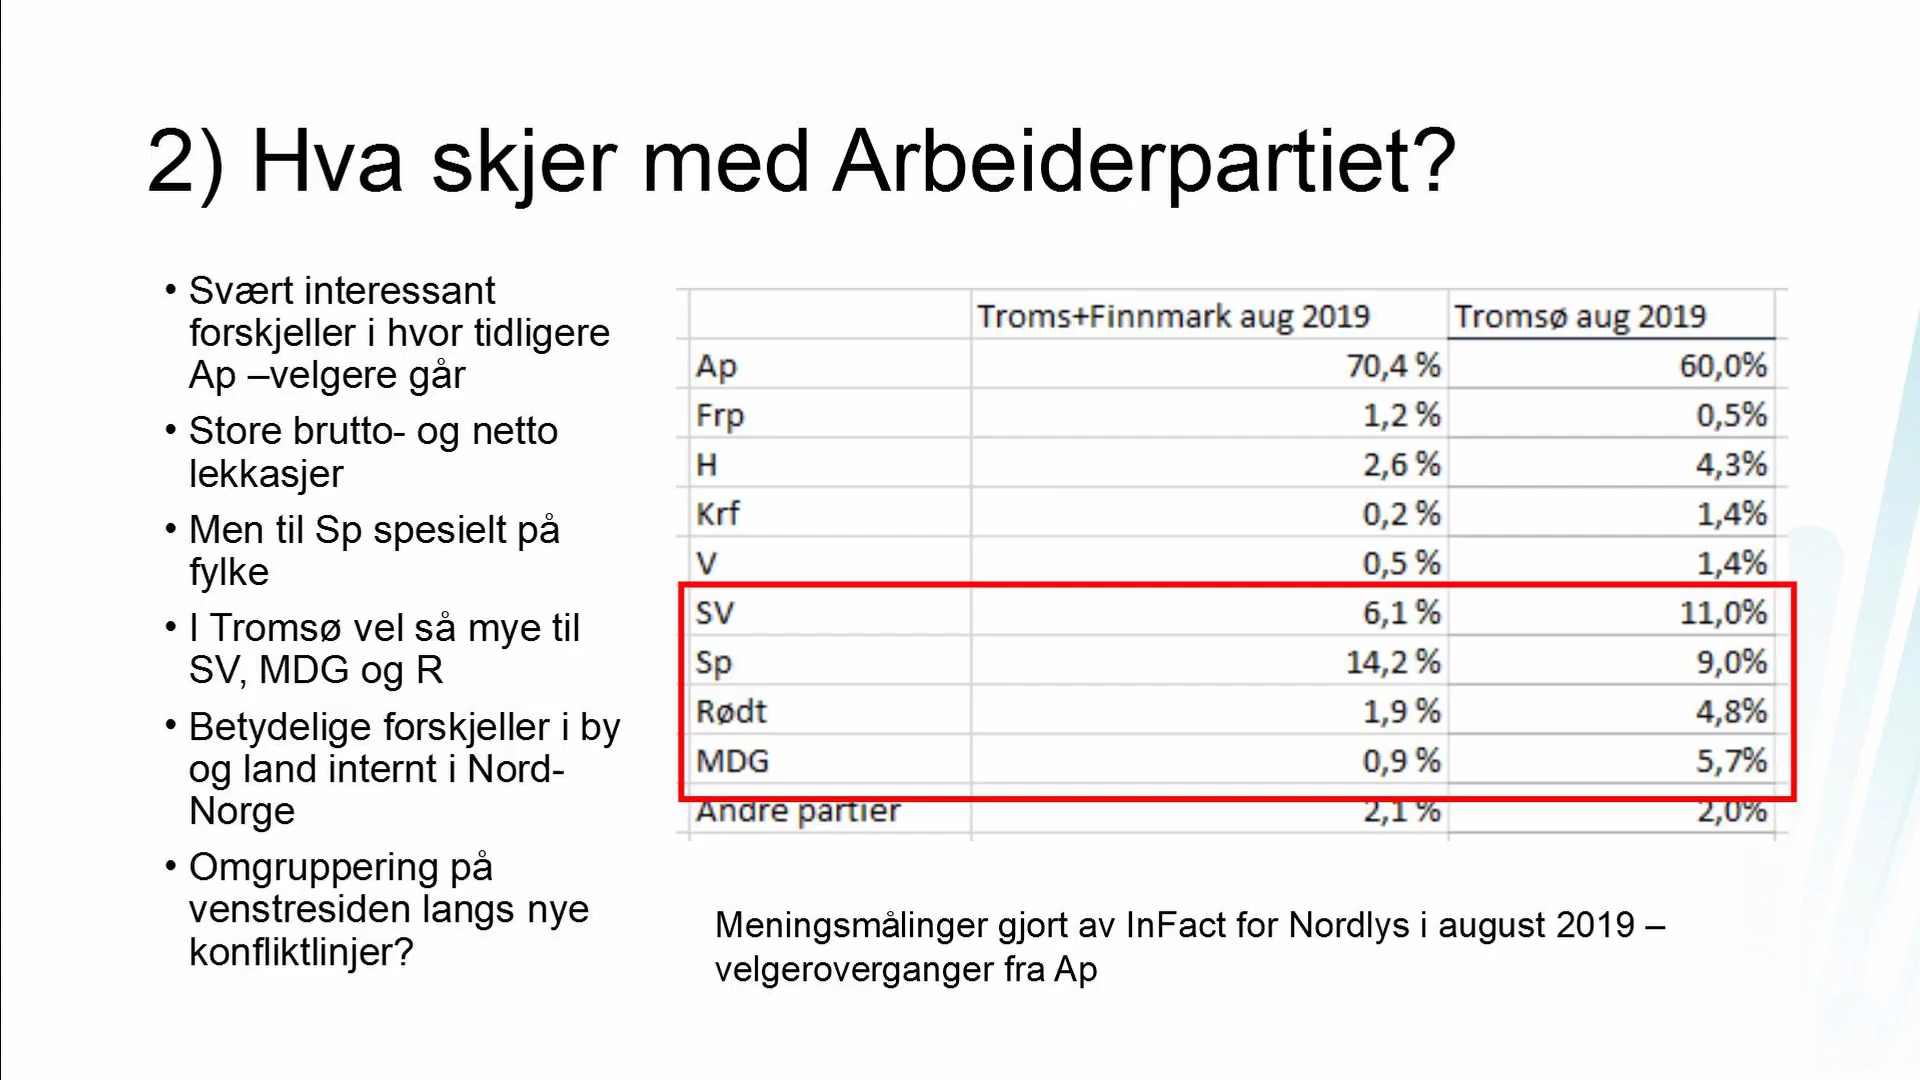 2) Hva skjer med Arbeiderpartiet?
• Svært interessant
forskjeller i hvor tidligere
Ap –velgere går
• Store brutto- og netto
lekkasjer
• Men til Sp spesielt på
fylke
• I Tromsø vel så mye til
SV, MDG og R
• Betydelige forskjeller i by
og land internt i Nord-
Norge
• Omgruppering på
venstresiden langs nye
konfliktlinjer?
Troms+Finnmark aug 2019 Tromsø aug 2019
Ap 70,4 % 60,0%
Frp 1,2 % 0,5%
H 2,6 % 4,3%
Krf 0,2 % 1,4%
V 0,5 % 1,4%
SV 6,1 % 11,0%
Sp 14,2 % 9,0%
Rødt 1,9 % 4,8%
MDG 0,9 % 5,7%
Andre partier 2,1 % 2,0%
Meningsmålinger gjort av InFact for Nordlys i august 2019 –
velgeroverganger fra Ap